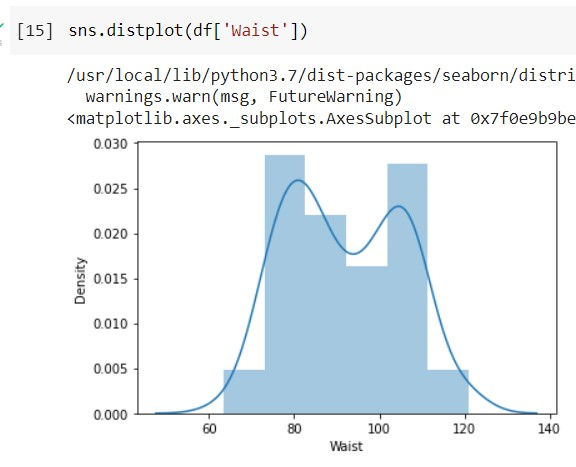 [15] sns.distplot(df['Waist'])
/usr/local/lib/python3.7/dist-packages/seaborn/distri
warnings.warn(msg, FutureWarning)
<matplotlib.axes._subplots.AxesSubplot at 0x7f0e9b9be
0.030
0.025
0.020
0.015
0.010
0.005
0.000
Density
60 80 100 120 140
Waist